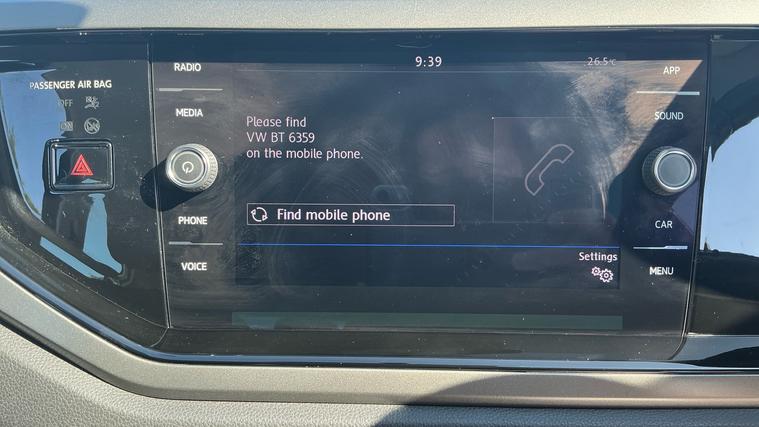 RADIO
MEDIA
PHONE
VOICE
PASSENGER AIR BAG
OFF
ON
9:39
26.5°C
Please find
VW BT 6359
on the mobile phone.
Find mobile phone
Settings
APP
SOUND
CAR
MENU